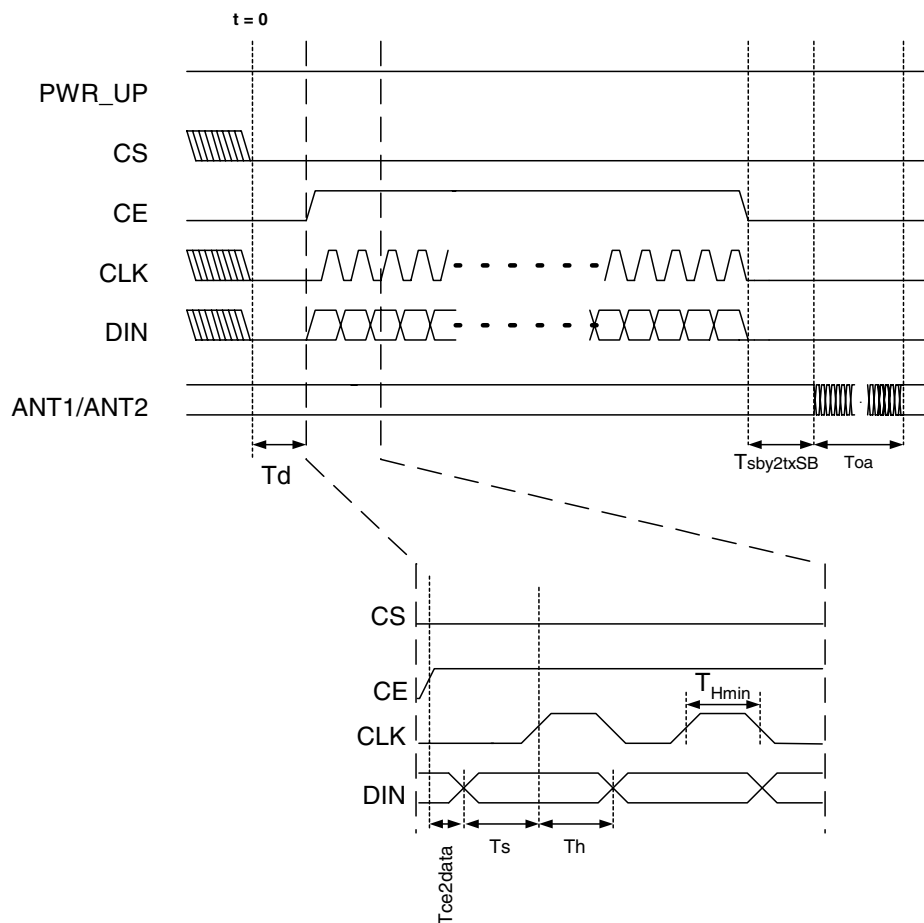 t = 0
PWR_UP
CS
CE
CLK
DIN
ANT1/ANT2
Td
Tsby2txSB
Toa
CS
CE
THmin
CLK
DIN
Tce2data
Ts
Th